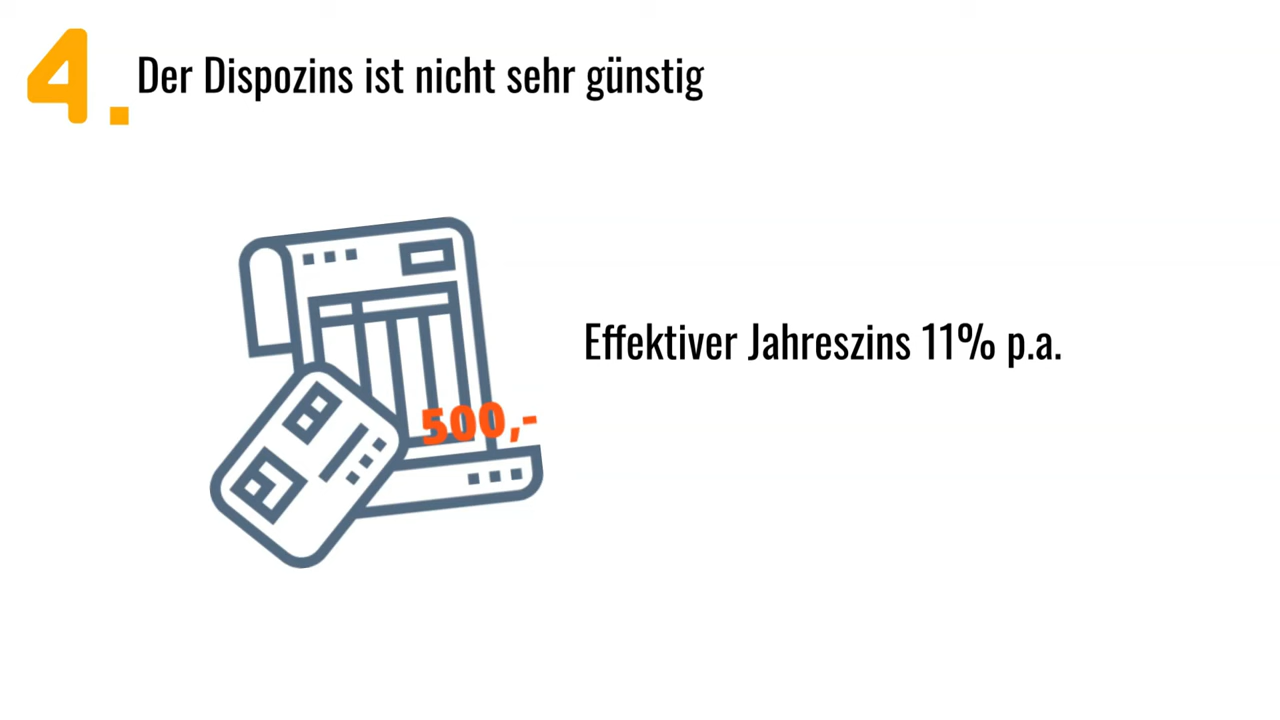 4. Der Dispozins ist nicht sehr günstig
Effektiver Jahreszins 11% p.a.
500,-